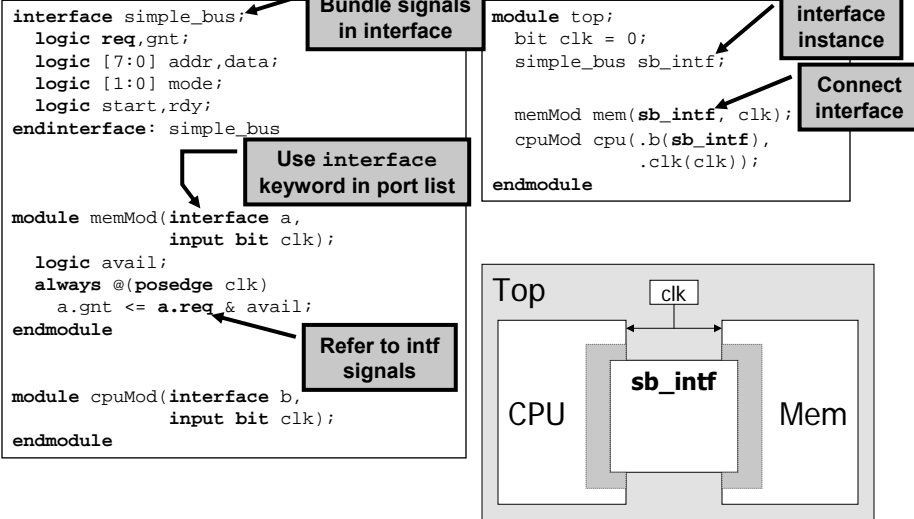 interface simple_bus;
  logic req,gnt;
  logic [7:0] addr,data;
  logic [1:0] mode;
  logic start,rdy;
endinterface: simple_bus
Bundle signals
in interface
Use interface
keyword in port list
module memMod(interface a,
              input bit clk);
  logic avail;
  always @(posedge clk)
    a.gnt <= a.req & avail;
endmodule
Refer to intf
signals
module cpuMod(interface b,
              input bit clk);
endmodule
module top;
  bit clk = 0;
  simple_bus sb_intf;
interface
instance
  memMod mem(sb_intf, clk);
  cpuMod cpu(.b(sb_intf),
             .clk(clk));
endmodule
Connect
interface
Top
clk
sb_intf
CPU
Mem